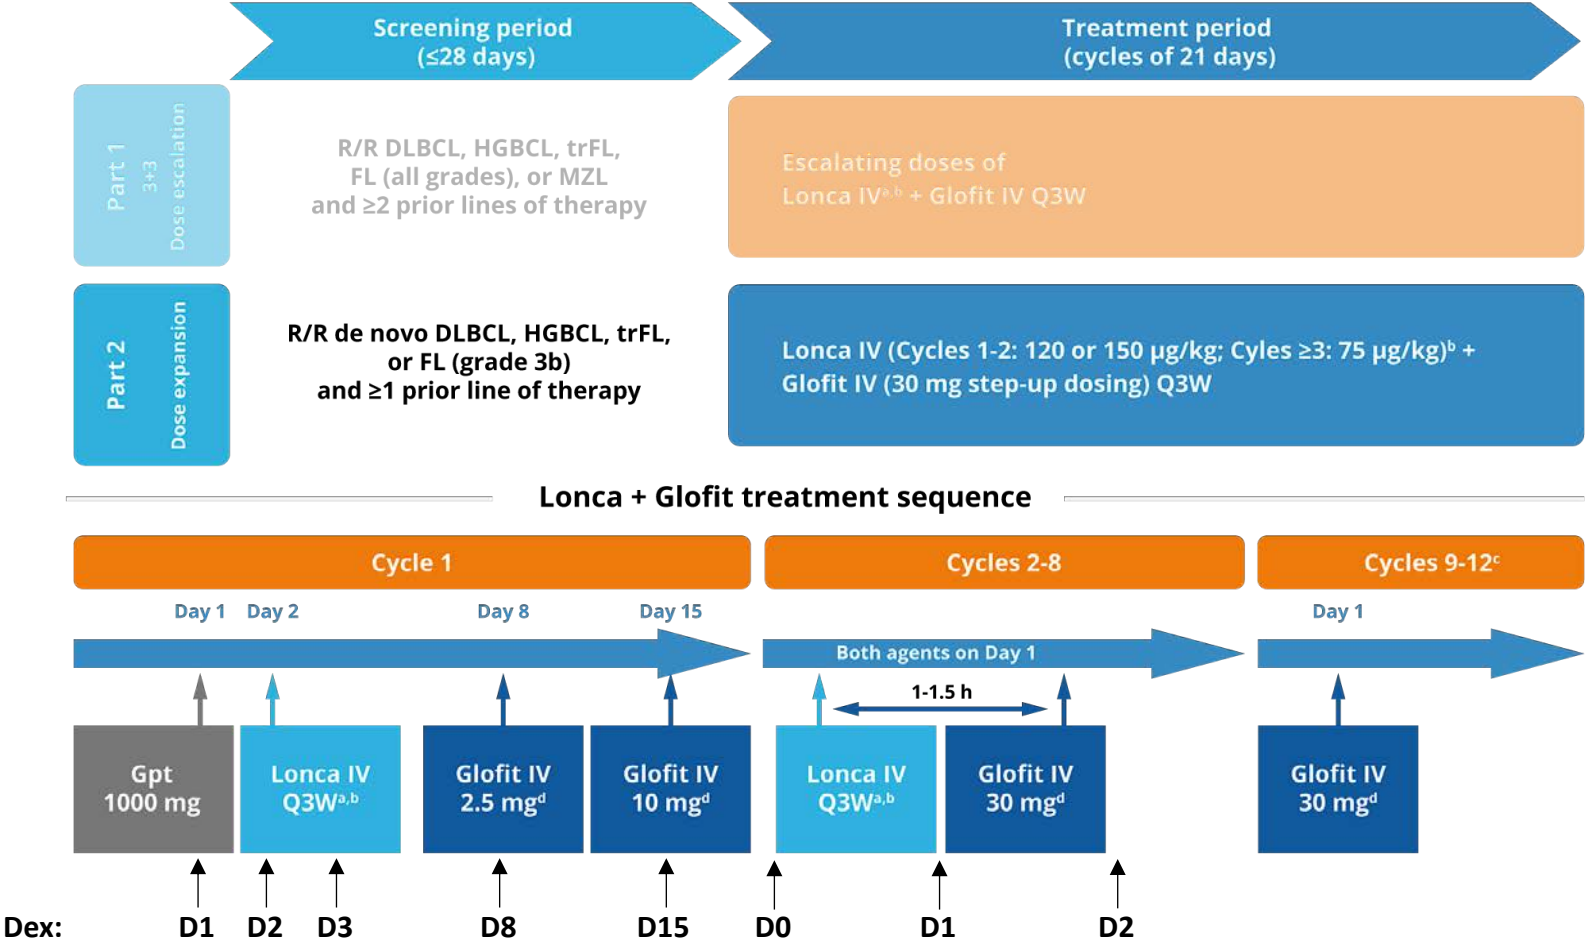 Screening period
(≤28 days)
Treatment period
(cycles of 21 days)
Part 1
3+3
Dose escalation
R/R DLBCL, HGBCL, trFL,
FL (all grades), or MZL
and ≥2 prior lines of therapy
Escalating doses of
Lonca IVa,b + Glofit IV Q3W
Part 2
Dose expansion
R/R de novo DLBCL, HGBCL, trFL,
or FL (grade 3b)
and ≥1 prior line of therapy
Lonca IV (Cycles 1-2: 120 or 150 µg/kg; Cyles ≥3: 75 µg/kg)b +
Glofit IV (30 mg step-up dosing) Q3W
Lonca + Glofit treatment sequence
Cycle 1
Cycles 2-8
Cycles 9-12c
Day 1 Day 2 Day 8 Day 15
Both agents on Day 1
Day 1
1-1.5 h
Gpt
1000 mg
Lonca IV
Q3Wa,b
Glofit IV
2.5 mgd
Glofit IV
10 mgd
Lonca IV
Q3Wa,b
Glofit IV
30 mgd
Glofit IV
30 mgd
Dex: D1 D2 D3 D8 D15 D0 D1 D2